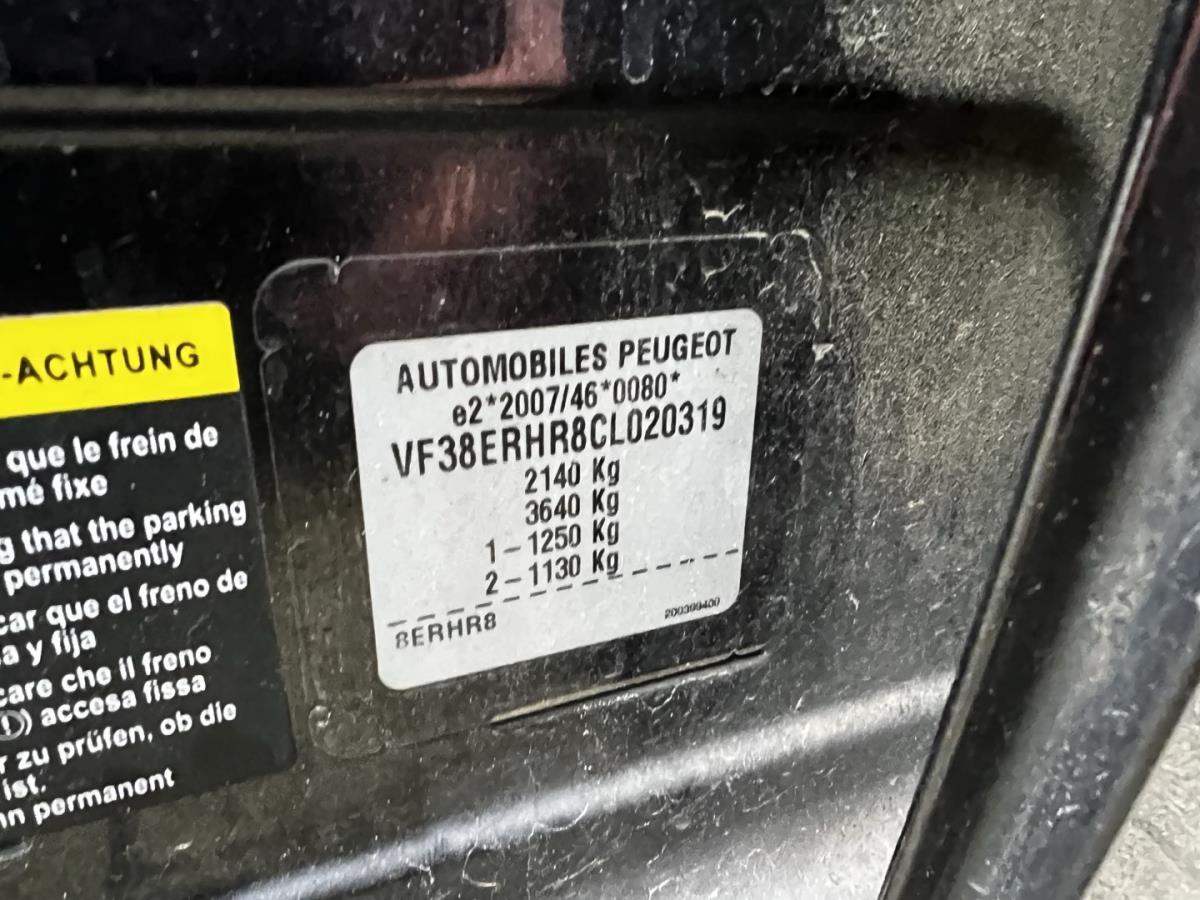 -ACHTUNG
que le frein de
mé fixe
g that the parking
permanently
car que el freno de
a y fija
care che il freno
(!) accesa fissa
r zu prüfen, ob die
ist.
nn permanent
AUTOMOBILES PEUGEOT
e2*2007/46*0080*
VF38ERHR8CL020319
2140 Kg
3640 Kg
1-1250 Kg
2-1130 Kg
8ERHR8